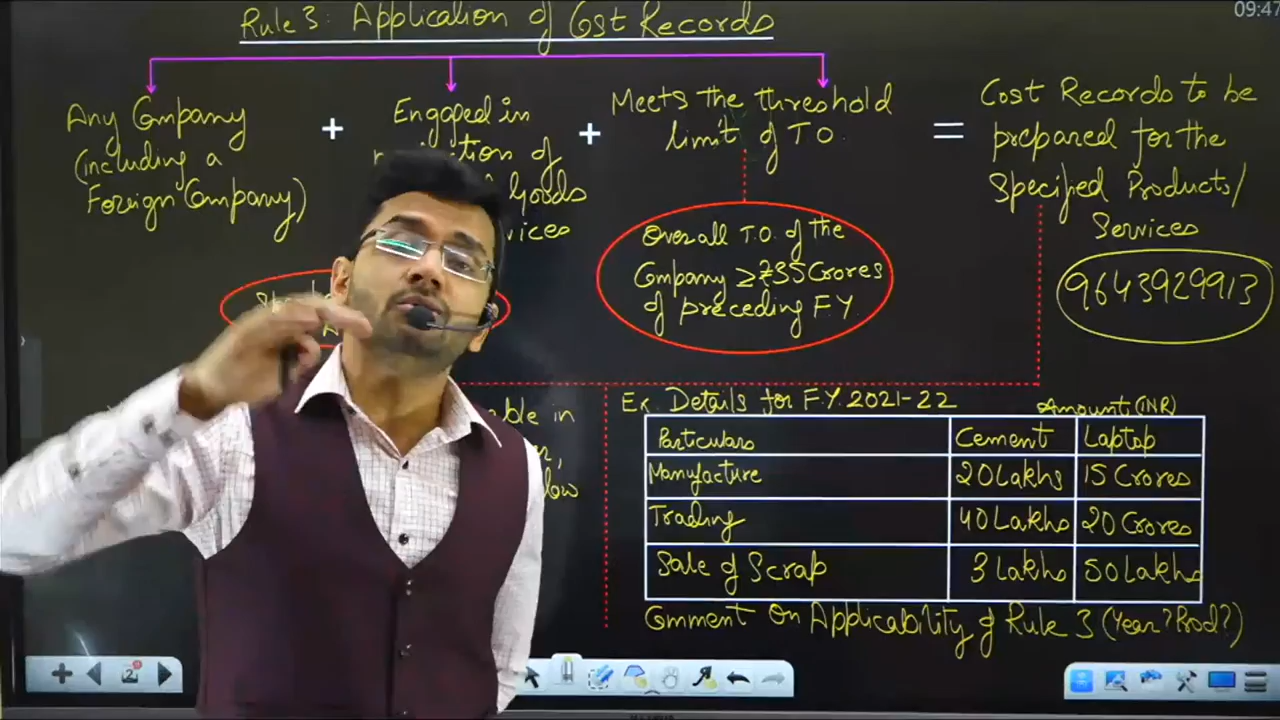 09:47
Rule 3: Application of Cost Records
Any Company
(including a
Foreign Company)
+
Engaged in
of
Goods
+
Meets the threshold
limit of T O.
Overall T.O. of the
Company ≥ ₹35 Crores
of preceding F.Y.
=
Cost Records to be
prepared for the
Specified Products/
Services
9643929913
Ex. Details for F.Y. 2021-22 Amount (INR)
Particulars Cement Laptop
Manufacture 20 Lakhs 15 Crores
Trading 40 Lakhs 20 Crores
Sale of Scrap 3 Lakhs 50 Lakhs
Comment on Applicability of Rule 3 (Year? Prod?)